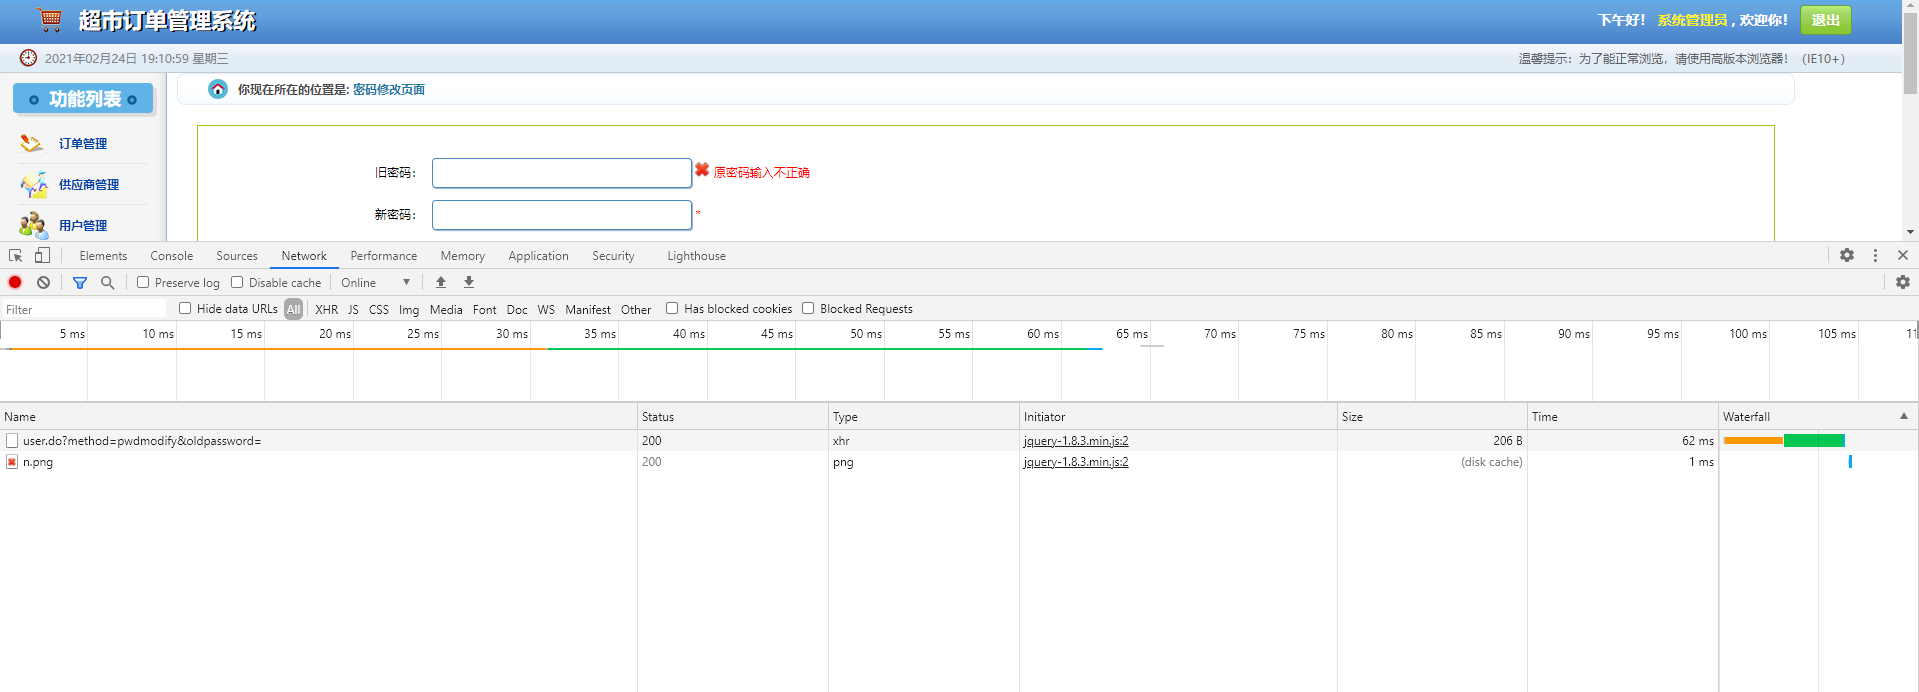 超市订单管理系统
下午好！ 系统管理员，欢迎你！ 退出
2021年02月24日 19:10:59 星期三
温馨提示：为了能正常浏览，请使用高版本浏览器！（IE10+）
功能列表
你现在所在的位置是: 密码修改页面
订单管理
旧密码： 原密码输入不正确
供应商管理
新密码： *
用户管理
Elements Console Sources Network Performance Memory Application Security Lighthouse
Preserve log Disable cache Online
Filter Hide data URLs All XHR JS CSS Img Media Font Doc WS Manifest Other Has blocked cookies Blocked Requests
5 ms 10 ms 15 ms 20 ms 25 ms 30 ms 35 ms 40 ms 45 ms 50 ms 55 ms 60 ms 65 ms 70 ms 75 ms 80 ms 85 ms 90 ms 95 ms 100 ms 105 ms 11
Name Status Type Initiator Size Time Waterfall
user.do?method=pwdmodify&oldpassword= 200 xhr jquery-1.8.3.min.js:2 206 B 62 ms
n.png 200 png jquery-1.8.3.min.js:2 (disk cache) 1 ms